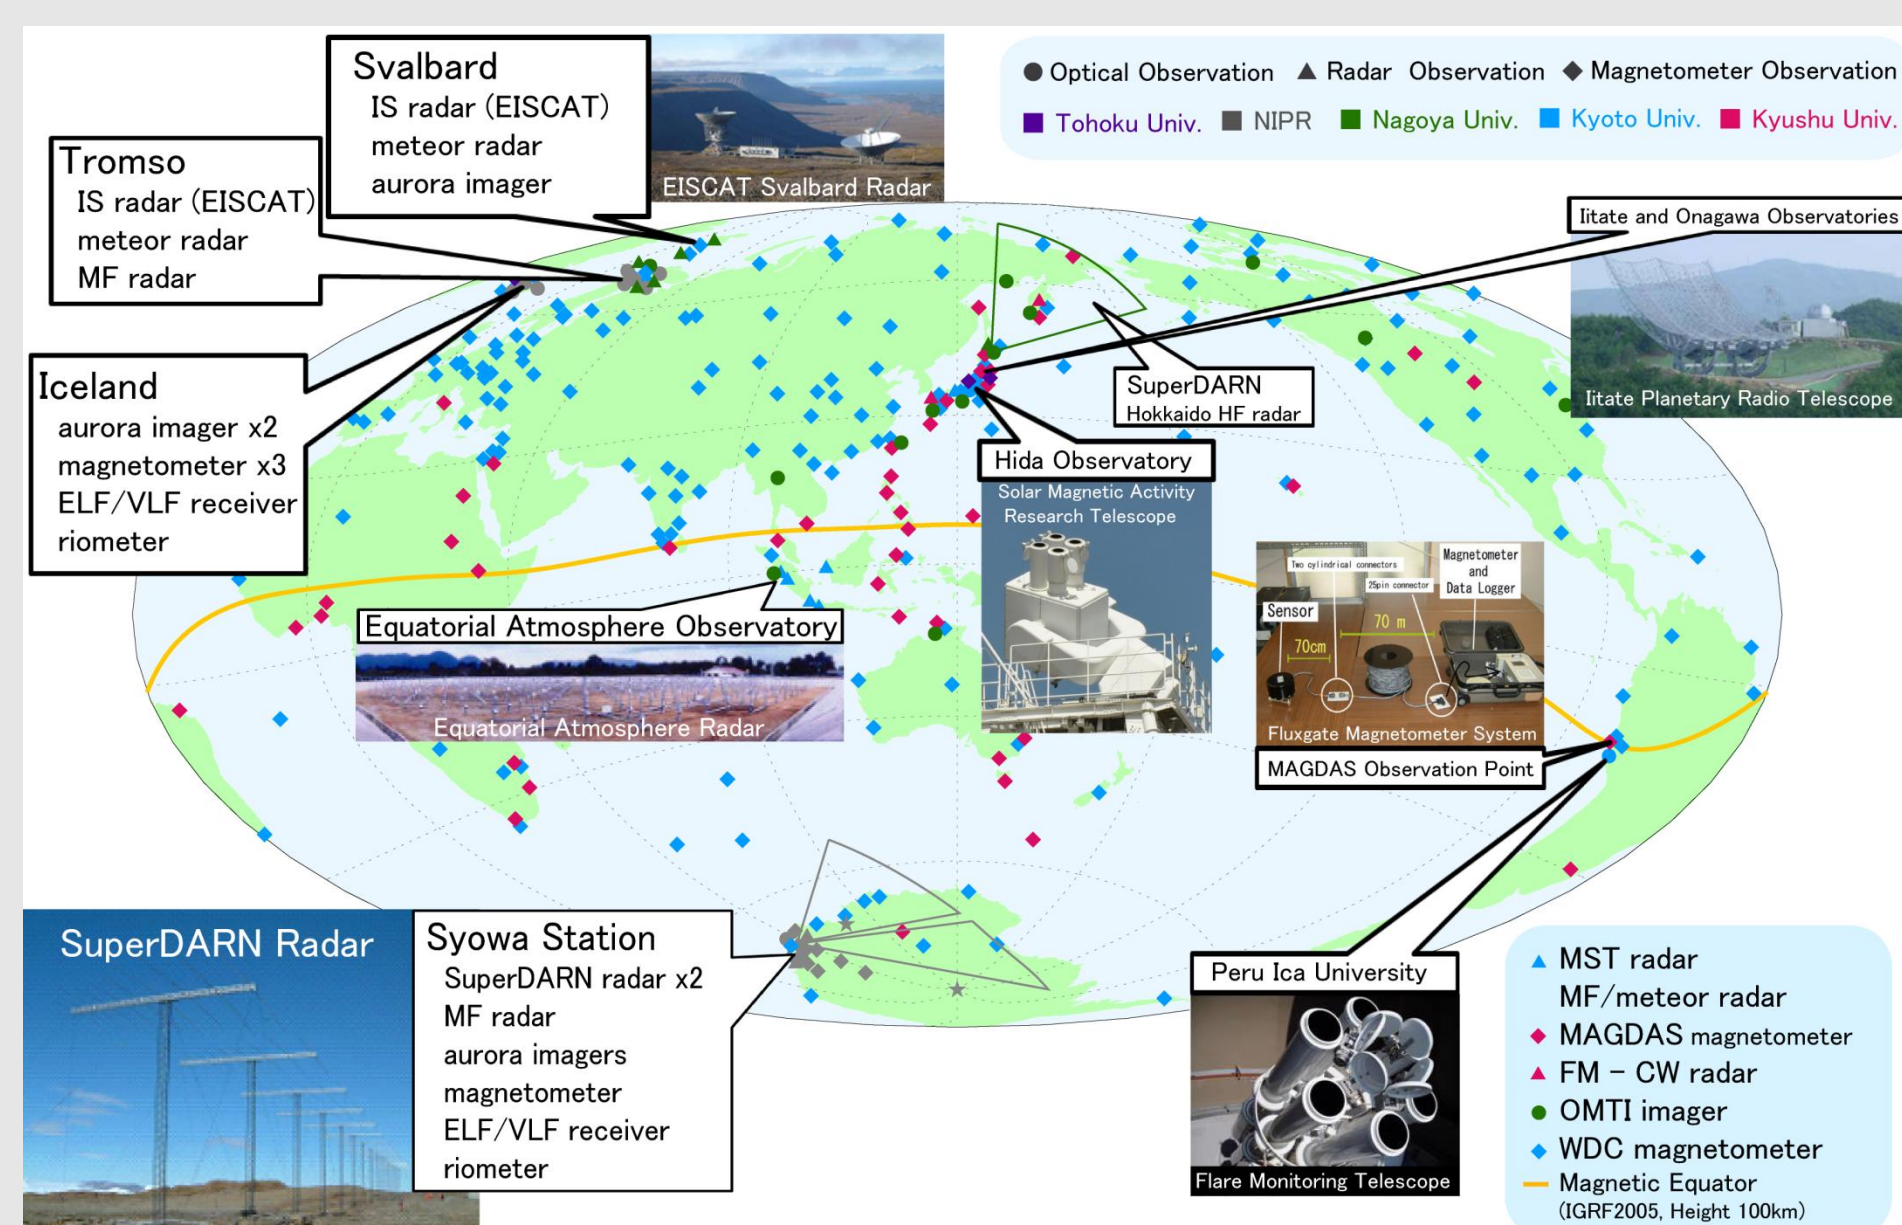 Svalbard
IS radar (EISCAT)
meteor radar
aurora imager
EISCAT Svalbard Radar
Optical Observation
Radar Observation
Magnetometer Observation
Tohoku Univ.
NIPR
Nagoya Univ.
Kyoto Univ.
Kyushu Univ.
Tromso
IS radar (EISCAT)
meteor radar
MF radar
Iitate and Onagawa Observatories
Iitate Planetary Radio Telescope
Iceland
aurora imager x2
magnetometer x3
ELF/VLF receiver
riometer
SuperDARN
Hokkaido HF radar
Hida Observatory
Solar Magnetic Activity
Research Telescope
Equatorial Atmosphere Observatory
Equatorial Atmosphere Radar
Two cylindrical connectors
25pin connector
Magnetometer
and
Data Logger
Sensor
70 m
70cm
Fluxgate Magnetometer System
MAGDAS Observation Point
SuperDARN Radar
Syowa Station
SuperDARN radar x2
MF radar
aurora imagers
magnetometer
ELF/VLF receiver
riometer
Peru Ica University
Flare Monitoring Telescope
MST radar
MF/meteor radar
MAGDAS magnetometer
FM - CW radar
OMTI imager
WDC magnetometer
Magnetic Equator
(IGRF2005, Height 100km)